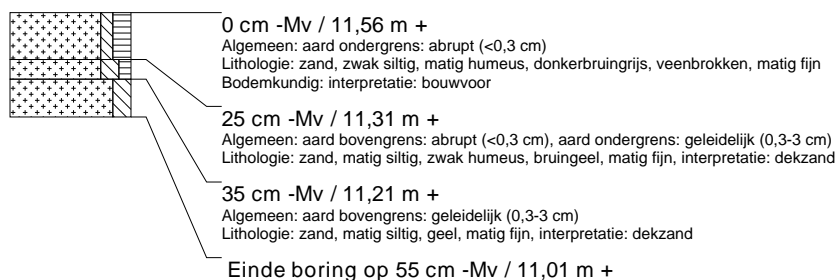 0 cm -Mv / 11,56 m +
Algemeen: aard ondergrens: abrupt (<0,3 cm)
Lithologie: zand, zwak siltig, matig humeus, donkerbruingrijs, veenbrokken, matig fijn
Bodemkundig: interpretatie: bouwvoor
25 cm -Mv / 11,31 m +
Algemeen: aard bovengrens: abrupt (<0,3 cm), aard ondergrens: geleidelijk (0,3-3 cm)
Lithologie: zand, matig siltig, zwak humeus, bruingeel, matig fijn, interpretatie: dekzand
35 cm -Mv / 11,21 m +
Algemeen: aard bovengrens: geleidelijk (0,3-3 cm)
Lithologie: zand, matig siltig, geel, matig fijn, interpretatie: dekzand
Einde boring op 55 cm -Mv / 11,01 m +